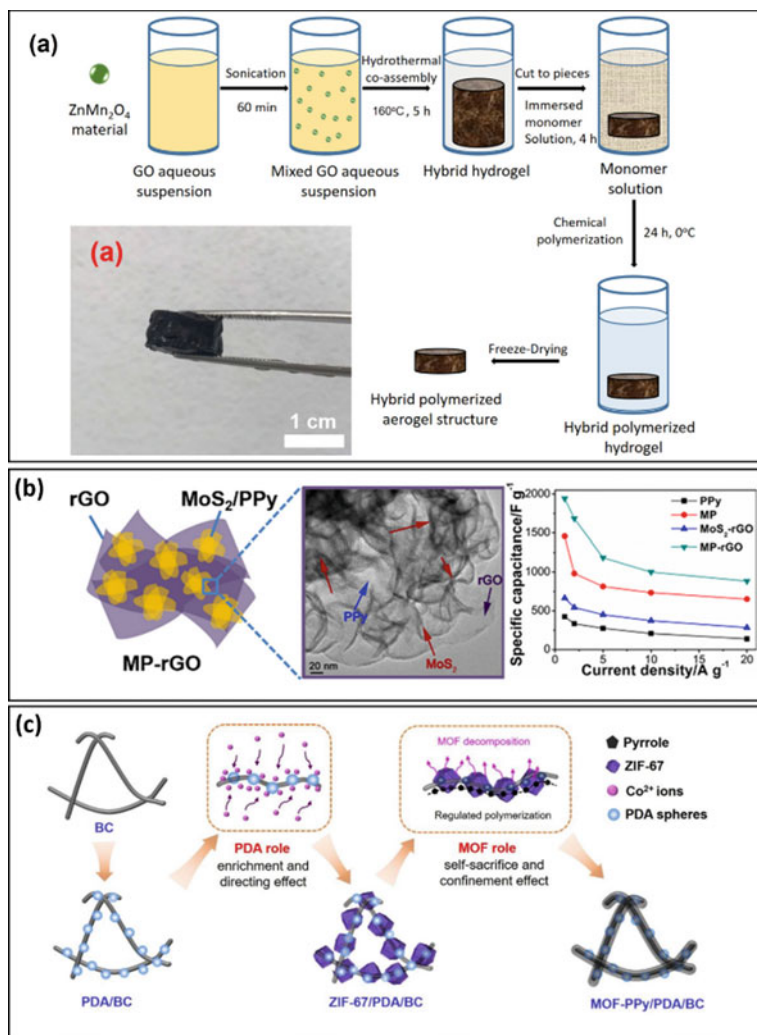 (a)
ZnMn₂O₄
material
Sonication
60 min
Hydrothermal
co-assembly
160°C, 5 h
Cut to pieces
Immersed
monomer
Solution, 4 h
GO aqueous
suspension
Mixed GO aqueous
suspension
Hybrid hydrogel
Monomer
solution
Chemical
polymerization
24 h, 0°C
(a)
1 cm
Freeze-Drying
Hybrid polymerized
aerogel structure
Hybrid polymerized
hydrogel
(b)
rGO
MoS₂/PPy
MP-rGO
PPy
rGO
MoS₂
20 nm
Specific capacitance/F g⁻¹
2000
1500
1000
500
0
PPy
MP
MoS₂-rGO
MP-rGO
0 5 10 15 20
Current density/A g⁻¹
(c)
BC
PDA role
enrichment and
directing effect
MOF decomposition
Regulated polymerization
MOF role
self-sacrifice and
confinement effect
Pyrrole
ZIF-67
Co²⁺ ions
PDA spheres
PDA/BC
ZIF-67/PDA/BC
MOF-PPy/PDA/BC